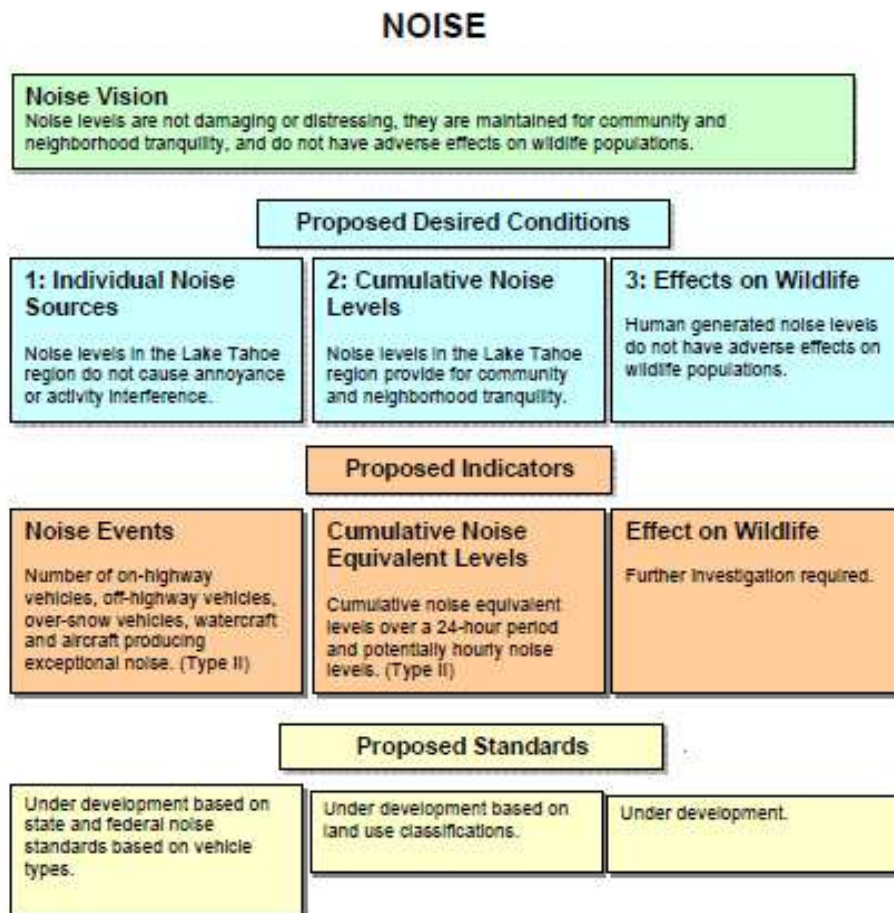 NOISE
Noise Vision
Noise levels are not damaging or distressing, they are maintained for community and
neighborhood tranquility, and do not have adverse effects on wildlife populations.
Proposed Desired Conditions
1: Individual Noise
Sources
Noise levels in the Lake Tahoe
region do not cause annoyance
or activity interference.
2: Cumulative Noise
Levels
Noise levels in the Lake Tahoe
region provide for community
and neighborhood tranquility.
3: Effects on Wildlife
Human generated noise levels
do not have adverse effects on
wildlife populations.
Proposed Indicators
Noise Events
Number of on-highway
vehicles, off-highway vehicles,
over-snow vehicles, watercraft
and aircraft producing
exceptional noise. (Type II)
Cumulative Noise
Equivalent Levels
Cumulative noise equivalent
levels over a 24-hour period
and potentially hourly noise
levels. (Type II)
Effect on Wildlife
Further investigation required.
Proposed Standards
Under development based on
state and federal noise
standards based on vehicle
types.
Under development based on
land use classifications.
Under development.